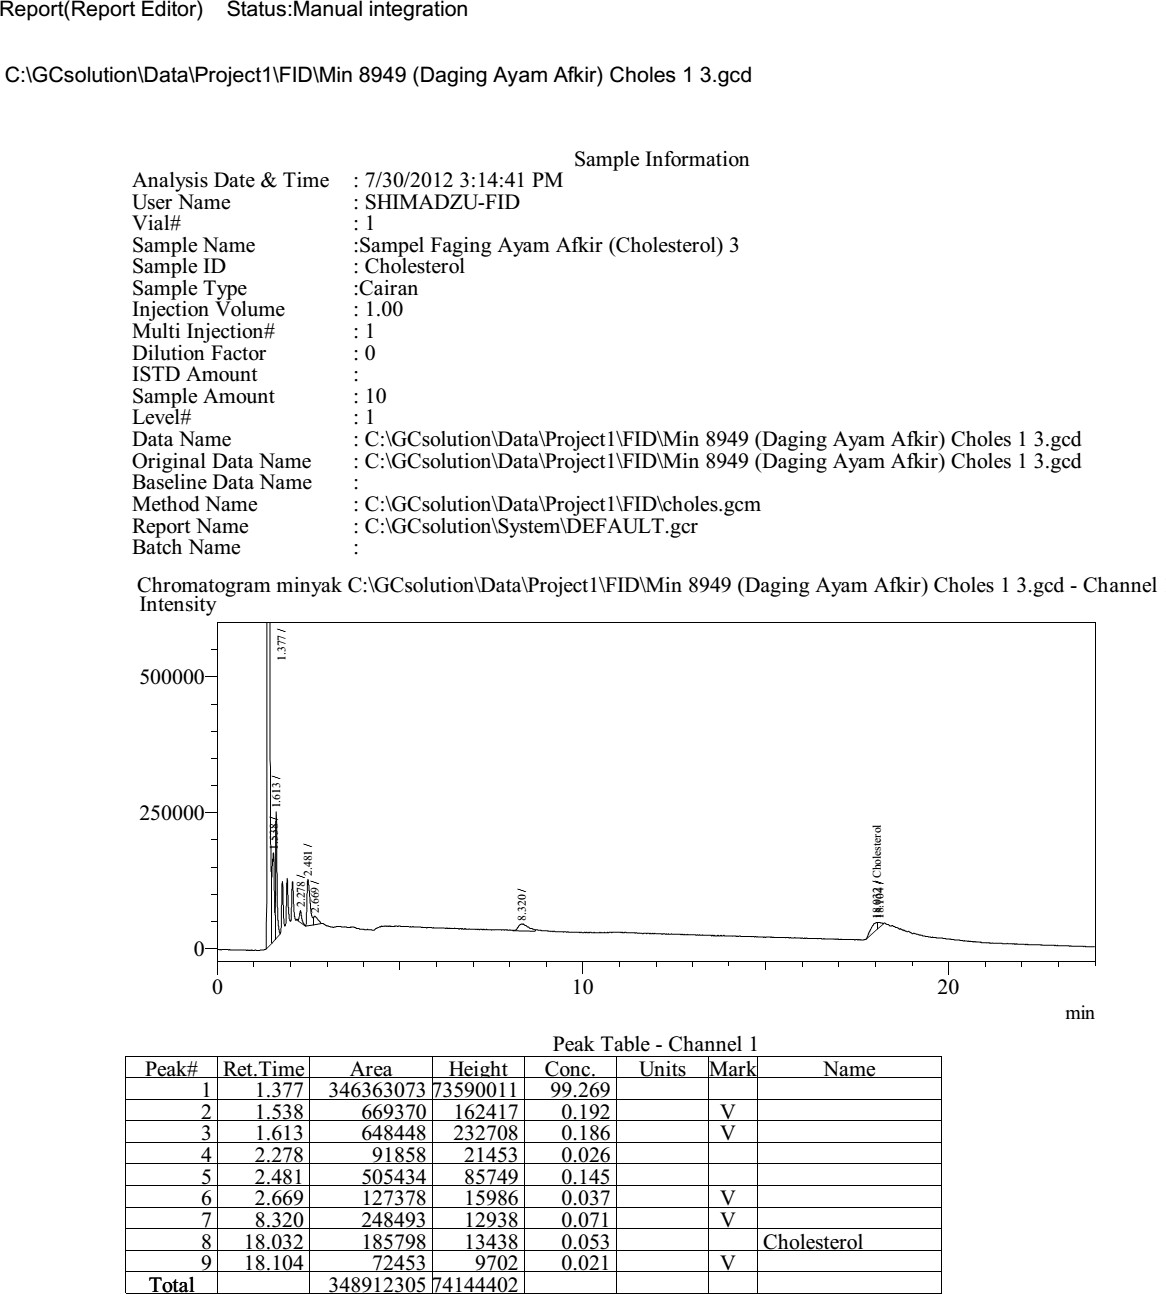 Report(Report Editor) Status:Manual integration
C:\GCsolution\Data\Project1\FID\Min 8949 (Daging Ayam Afkir) Choles 1 3.gcd
Sample Information
Analysis Date & Time : 7/30/2012 3:14:41 PM
User Name : SHIMADZU-FID
Vial# : 1
Sample Name :Sampel Faging Ayam Afkir (Cholesterol) 3
Sample ID : Cholesterol
Sample Type :Cairan
Injection Volume : 1.00
Multi Injection# : 1
Dilution Factor : 0
ISTD Amount :
Sample Amount : 10
Level# : 1
Data Name : C:\GCsolution\Data\Project1\FID\Min 8949 (Daging Ayam Afkir) Choles 1 3.gcd
Original Data Name : C:\GCsolution\Data\Project1\FID\Min 8949 (Daging Ayam Afkir) Choles 1 3.gcd
Baseline Data Name :
Method Name : C:\GCsolution\Data\Project1\FID\choles.gcm
Report Name : C:\GCsolution\System\DEFAULT.gcr
Batch Name :
Chromatogram minyak C:\GCsolution\Data\Project1\FID\Min 8949 (Daging Ayam Afkir) Choles 1 3.gcd - Channel
Intensity
500000
250000
0
1.377 /
1.538 /
1.613 /
2.278 /
2.481 /
2.669 /
8.320 /
18.032 / Cholesterol
18.104 /
0 10 20
min
Peak Table - Channel 1
Peak# Ret.Time Area Height Conc. Units Mark Name
1 1.377 346363073 73590011 99.269
2 1.538 669370 162417 0.192 V
3 1.613 648448 232708 0.186 V
4 2.278 91858 21453 0.026
5 2.481 505434 85749 0.145
6 2.669 127378 15986 0.037 V
7 8.320 248493 12938 0.071 V
8 18.032 185798 13438 0.053 Cholesterol
9 18.104 72453 9702 0.021 V
Total 348912305 74144402